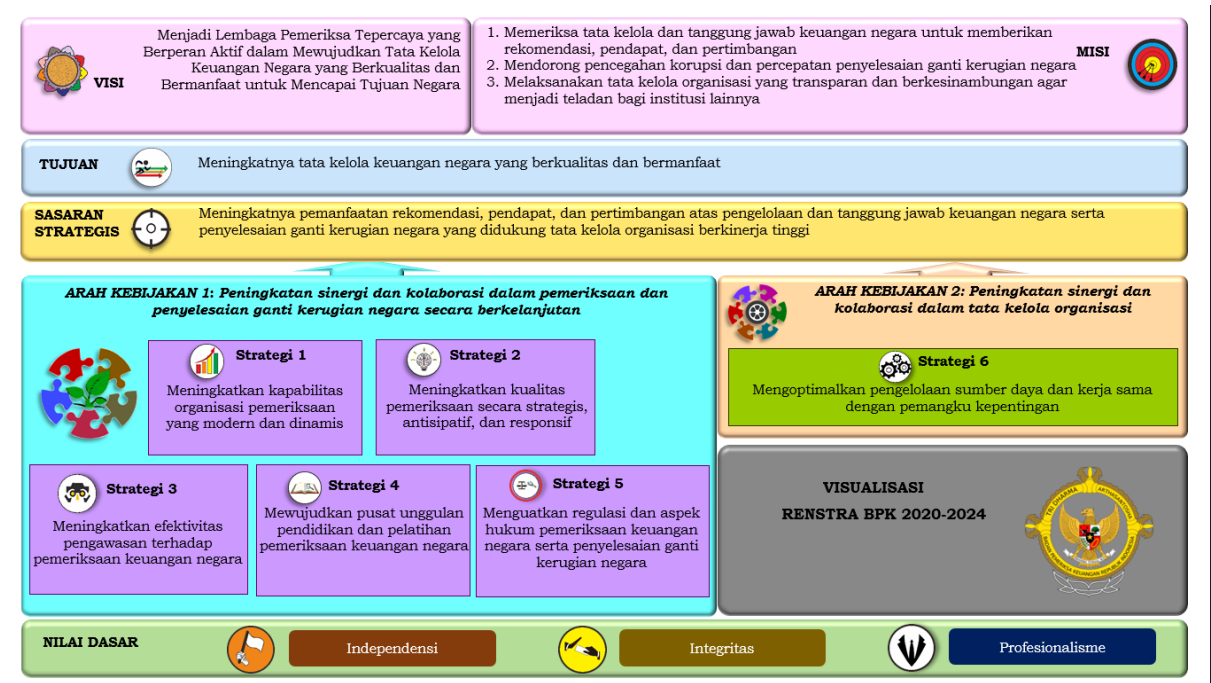 VISI
Menjadi Lembaga Pemeriksa Tepercaya yang
Berperan Aktif dalam Mewujudkan Tata Kelola
Keuangan Negara yang Berkualitas dan
Bermanfaat untuk Mencapai Tujuan Negara
MISI
1. Memeriksa tata kelola dan tanggung jawab keuangan negara untuk memberikan
rekomendasi, pendapat, dan pertimbangan
2. Mendorong pencegahan korupsi dan percepatan penyelesaian ganti kerugian negara
3. Melaksanakan tata kelola organisasi yang transparan dan berkesinambungan agar
menjadi teladan bagi institusi lainnya
TUJUAN
Meningkatnya tata kelola keuangan negara yang berkualitas dan bermanfaat
SASARAN
STRATEGIS
Meningkatnya pemanfaatan rekomendasi, pendapat, dan pertimbangan atas pengelolaan dan tanggung jawab keuangan negara serta
penyelesaian ganti kerugian negara yang didukung tata kelola organisasi berkinerja tinggi
ARAH KEBIJAKAN 1: Peningkatan sinergi dan kolaborasi dalam pemeriksaan dan
penyelesaian ganti kerugian negara secara berkelanjutan
Strategi 1
Meningkatkan kapabilitas
organisasi pemeriksaan
yang modern dan dinamis
Strategi 2
Meningkatkan kualitas
pemeriksaan secara strategis,
antisipatif, dan responsif
Strategi 3
Meningkatkan efektivitas
pengawasan terhadap
pemeriksaan keuangan negara
Strategi 4
Mewujudkan pusat unggulan
pendidikan dan pelatihan
pemeriksaan keuangan negara
Strategi 5
Menguatkan regulasi dan aspek
hukum pemeriksaan keuangan
negara serta penyelesaian ganti
kerugian negara
ARAH KEBIJAKAN 2: Peningkatan sinergi dan
kolaborasi dalam tata kelola organisasi
Strategi 6
Mengoptimalkan pengelolaan sumber daya dan kerja sama
dengan pemangku kepentingan
VISUALISASI
RENSTRA BPK 2020-2024
TRI DHARMA ARTHASANTOSHA
BADAN PEMERIKSA KEUANGAN REPUBLIK INDONESIA
NILAI DASAR
Independensi
Integritas
Profesionalisme